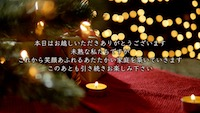 本日はお越しいただきありがとうございます
未熟な私たちですが
これから笑顔あふれるあたたかい家庭を築いていきます
このあとも引き続きお楽しみ下さい